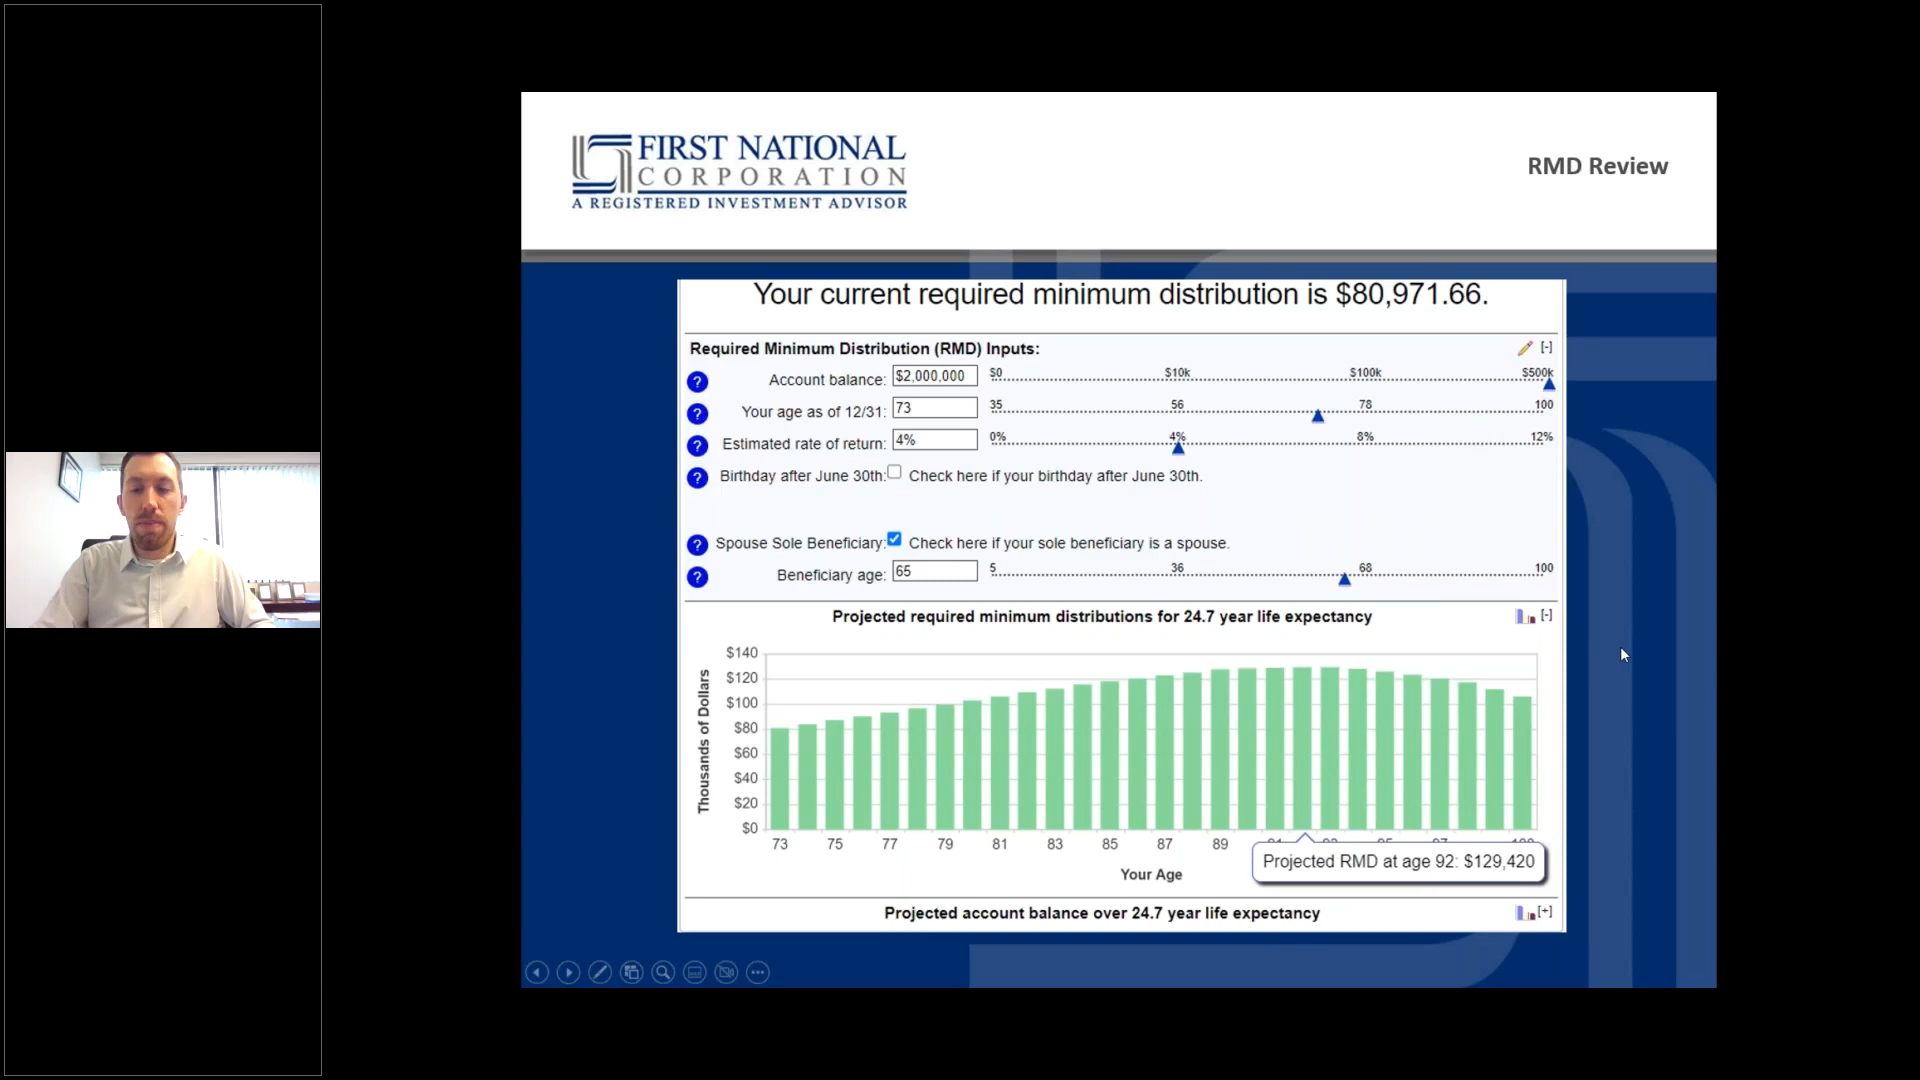 FIRST NATIONAL
CORPORATION
A REGISTERED INVESTMENT ADVISOR
RMD Review
Your current required minimum distribution is $80,971.66.
Required Minimum Distribution (RMD) Inputs:
[-]
? Account balance: $2,000,000 $0 $10k $100k $500k
? Your age as of 12/31: 73 35 56 78 100
? Estimated rate of return: 4% 0% 4% 8% 12%
? Birthday after June 30th: Check here if your birthday after June 30th.
? Spouse Sole Beneficiary: Check here if your sole beneficiary is a spouse.
? Beneficiary age: 65 5 36 68 100
Projected required minimum distributions for 24.7 year life expectancy
[-]
Thousands of Dollars
$140
$120
$100
$80
$60
$40
$20
$0
73 75 77 79 81 83 85 87 89
Projected RMD at age 92: $129,420
Your Age
Projected account balance over 24.7 year life expectancy
[+]